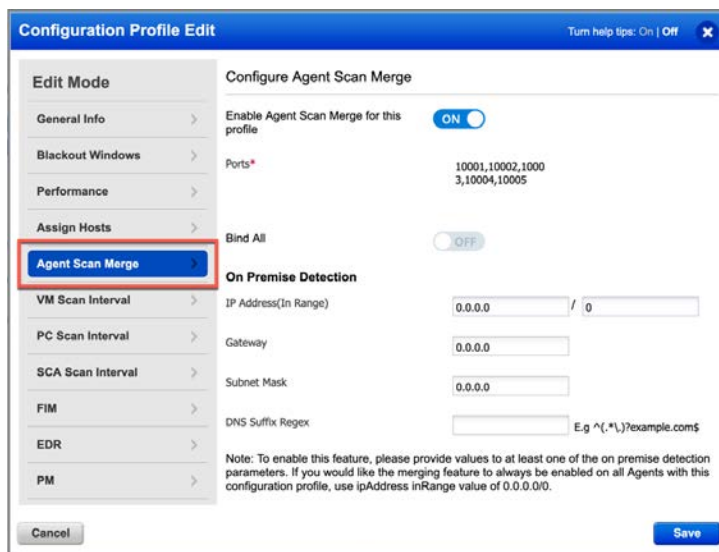 Configuration Profile Edit
Turn help tips: On | Off
Edit Mode
General Info
Blackout Windows
Performance
Assign Hosts
Agent Scan Merge
VM Scan Interval
PC Scan Interval
SCA Scan Interval
FIM
EDR
PM
Configure Agent Scan Merge
Enable Agent Scan Merge for this
profile
ON
Ports*
10001,10002,1000
3,10004,10005
Bind All
OFF
On Premise Detection
IP Address(In Range)
0.0.0.0 / 0
Gateway
0.0.0.0
Subnet Mask
0.0.0.0
DNS Suffix Regex
E.g ^(.*\.)?example.com$
Note: To enable this feature, please provide values to at least one of the on premise detection
parameters. If you would like the merging feature to always be enabled on all Agents with this
configuration profile, use ipAddress inRange value of 0.0.0.0/0.
Cancel
Save